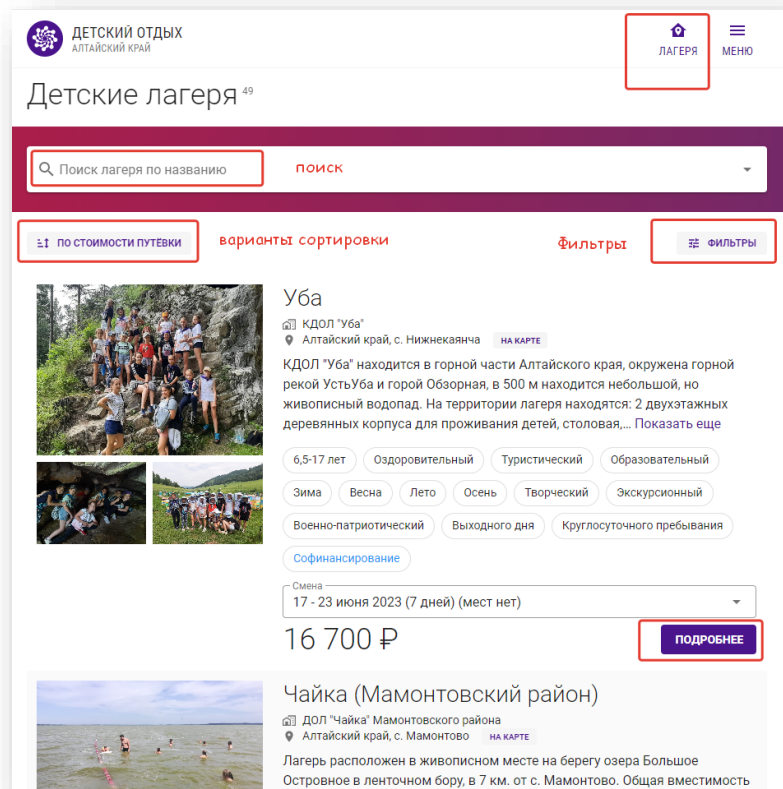 ДЕТСКИЙ ОТДЫХ
АЛТАЙСКИЙ КРАЙ
ЛАГЕРЯ
МЕНЮ
Детские лагеря 49
Поиск лагеря по названию
поиск
ПО СТОИМОСТИ ПУТЁВКИ
варианты сортировки
Фильтры
ФИЛЬТРЫ
Уба
КДОЛ "Уба"
Алтайский край, с. Нижнекаянча НА КАРТЕ
КДОЛ "Уба" находится в горной части Алтайского края, окружена горной
рекой УстьУба и горой Обзорная, в 500 м находится небольшой, но
живописный водопад. На территории лагеря находятся: 2 двухэтажных
деревянных корпуса для проживания детей, столовая,... Показать еще
6,5-17 лет Оздоровительный Туристический Образовательный
Зима Весна Лето Осень Творческий Экскурсионный
Военно-патриотический Выходного дня Круглосуточного пребывания
Софинансирование
Смена
17 - 23 июня 2023 (7 дней) (мест нет)
16 700 ₽
ПОДРОБНЕЕ
Чайка (Мамонтовский район)
ДОЛ "Чайка" Мамонтовского района
Алтайский край, с. Мамонтово НА КАРТЕ
Лагерь расположен в живописном месте на берегу озера Большое
Островное в ленточном бору, в 7 км. от с. Мамонтово. Общая вместимость